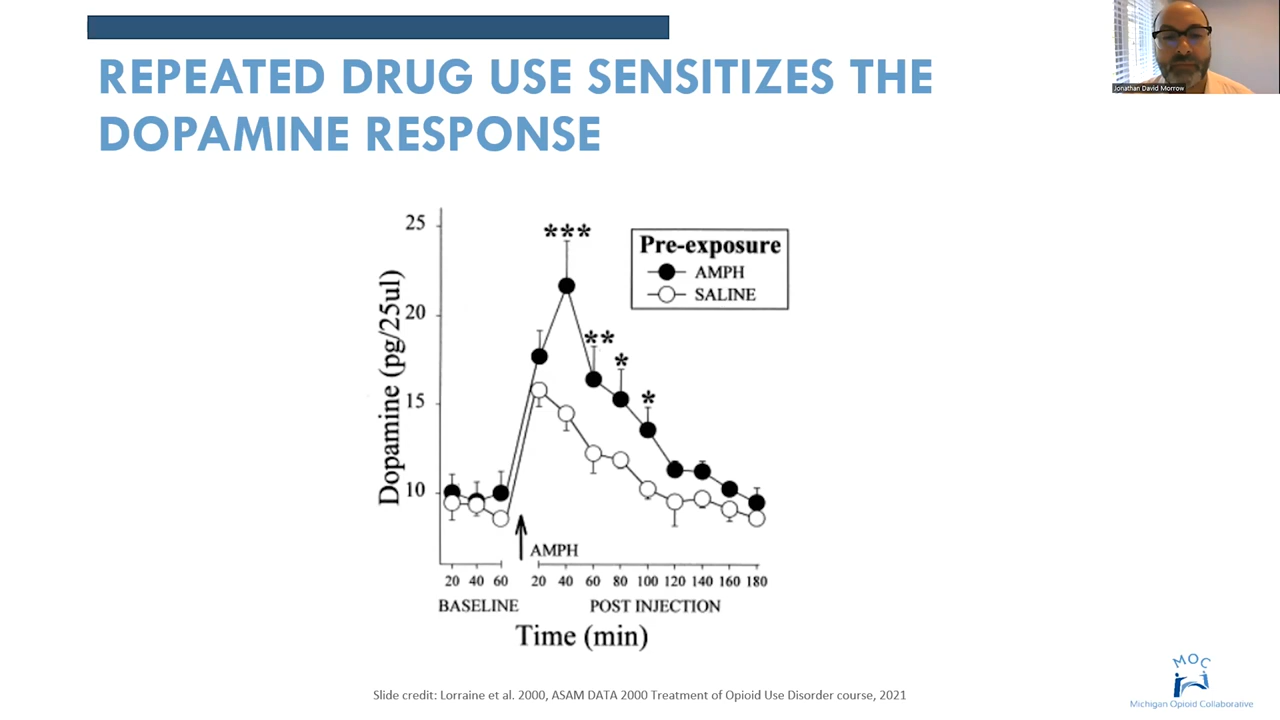 REPEATED DRUG USE SENSITIZES THE
DOPAMINE RESPONSE
Jonathan David Morrow
Dopamine (pg/25ul)
25
20
15
10
***
**
*
*
Pre-exposure
AMPH
SALINE
AMPH
20 40 60 20 40 60 80 100 120 140 160 180
BASELINE POST INJECTION
Time (min)
Slide credit: Lorraine et al. 2000, ASAM DATA 2000 Treatment of Opioid Use Disorder course, 2021
MOC
Michigan Opioid Collaborative